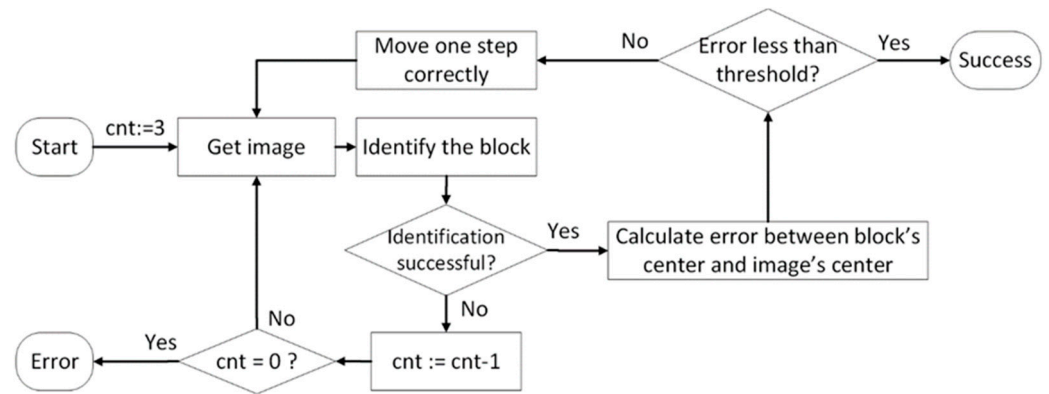 Move one step
correctly
No
Error less than
threshold?
Yes
Success
Start
cnt:=3
Get image
Identify the block
Identification
successful?
Yes
Calculate error between block's
center and image's center
No
No
Error
Yes
cnt = 0 ?
cnt := cnt-1